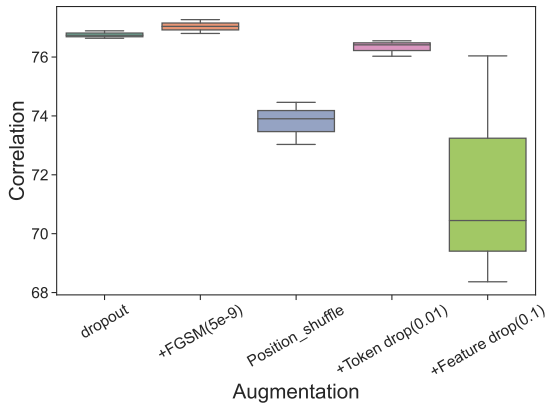 Correlation
76
74
72
70
68
dropout
+FGSM(5e-9)
Position_shuffle
+Token drop(0.01)
+Feature drop(0.1)
Augmentation